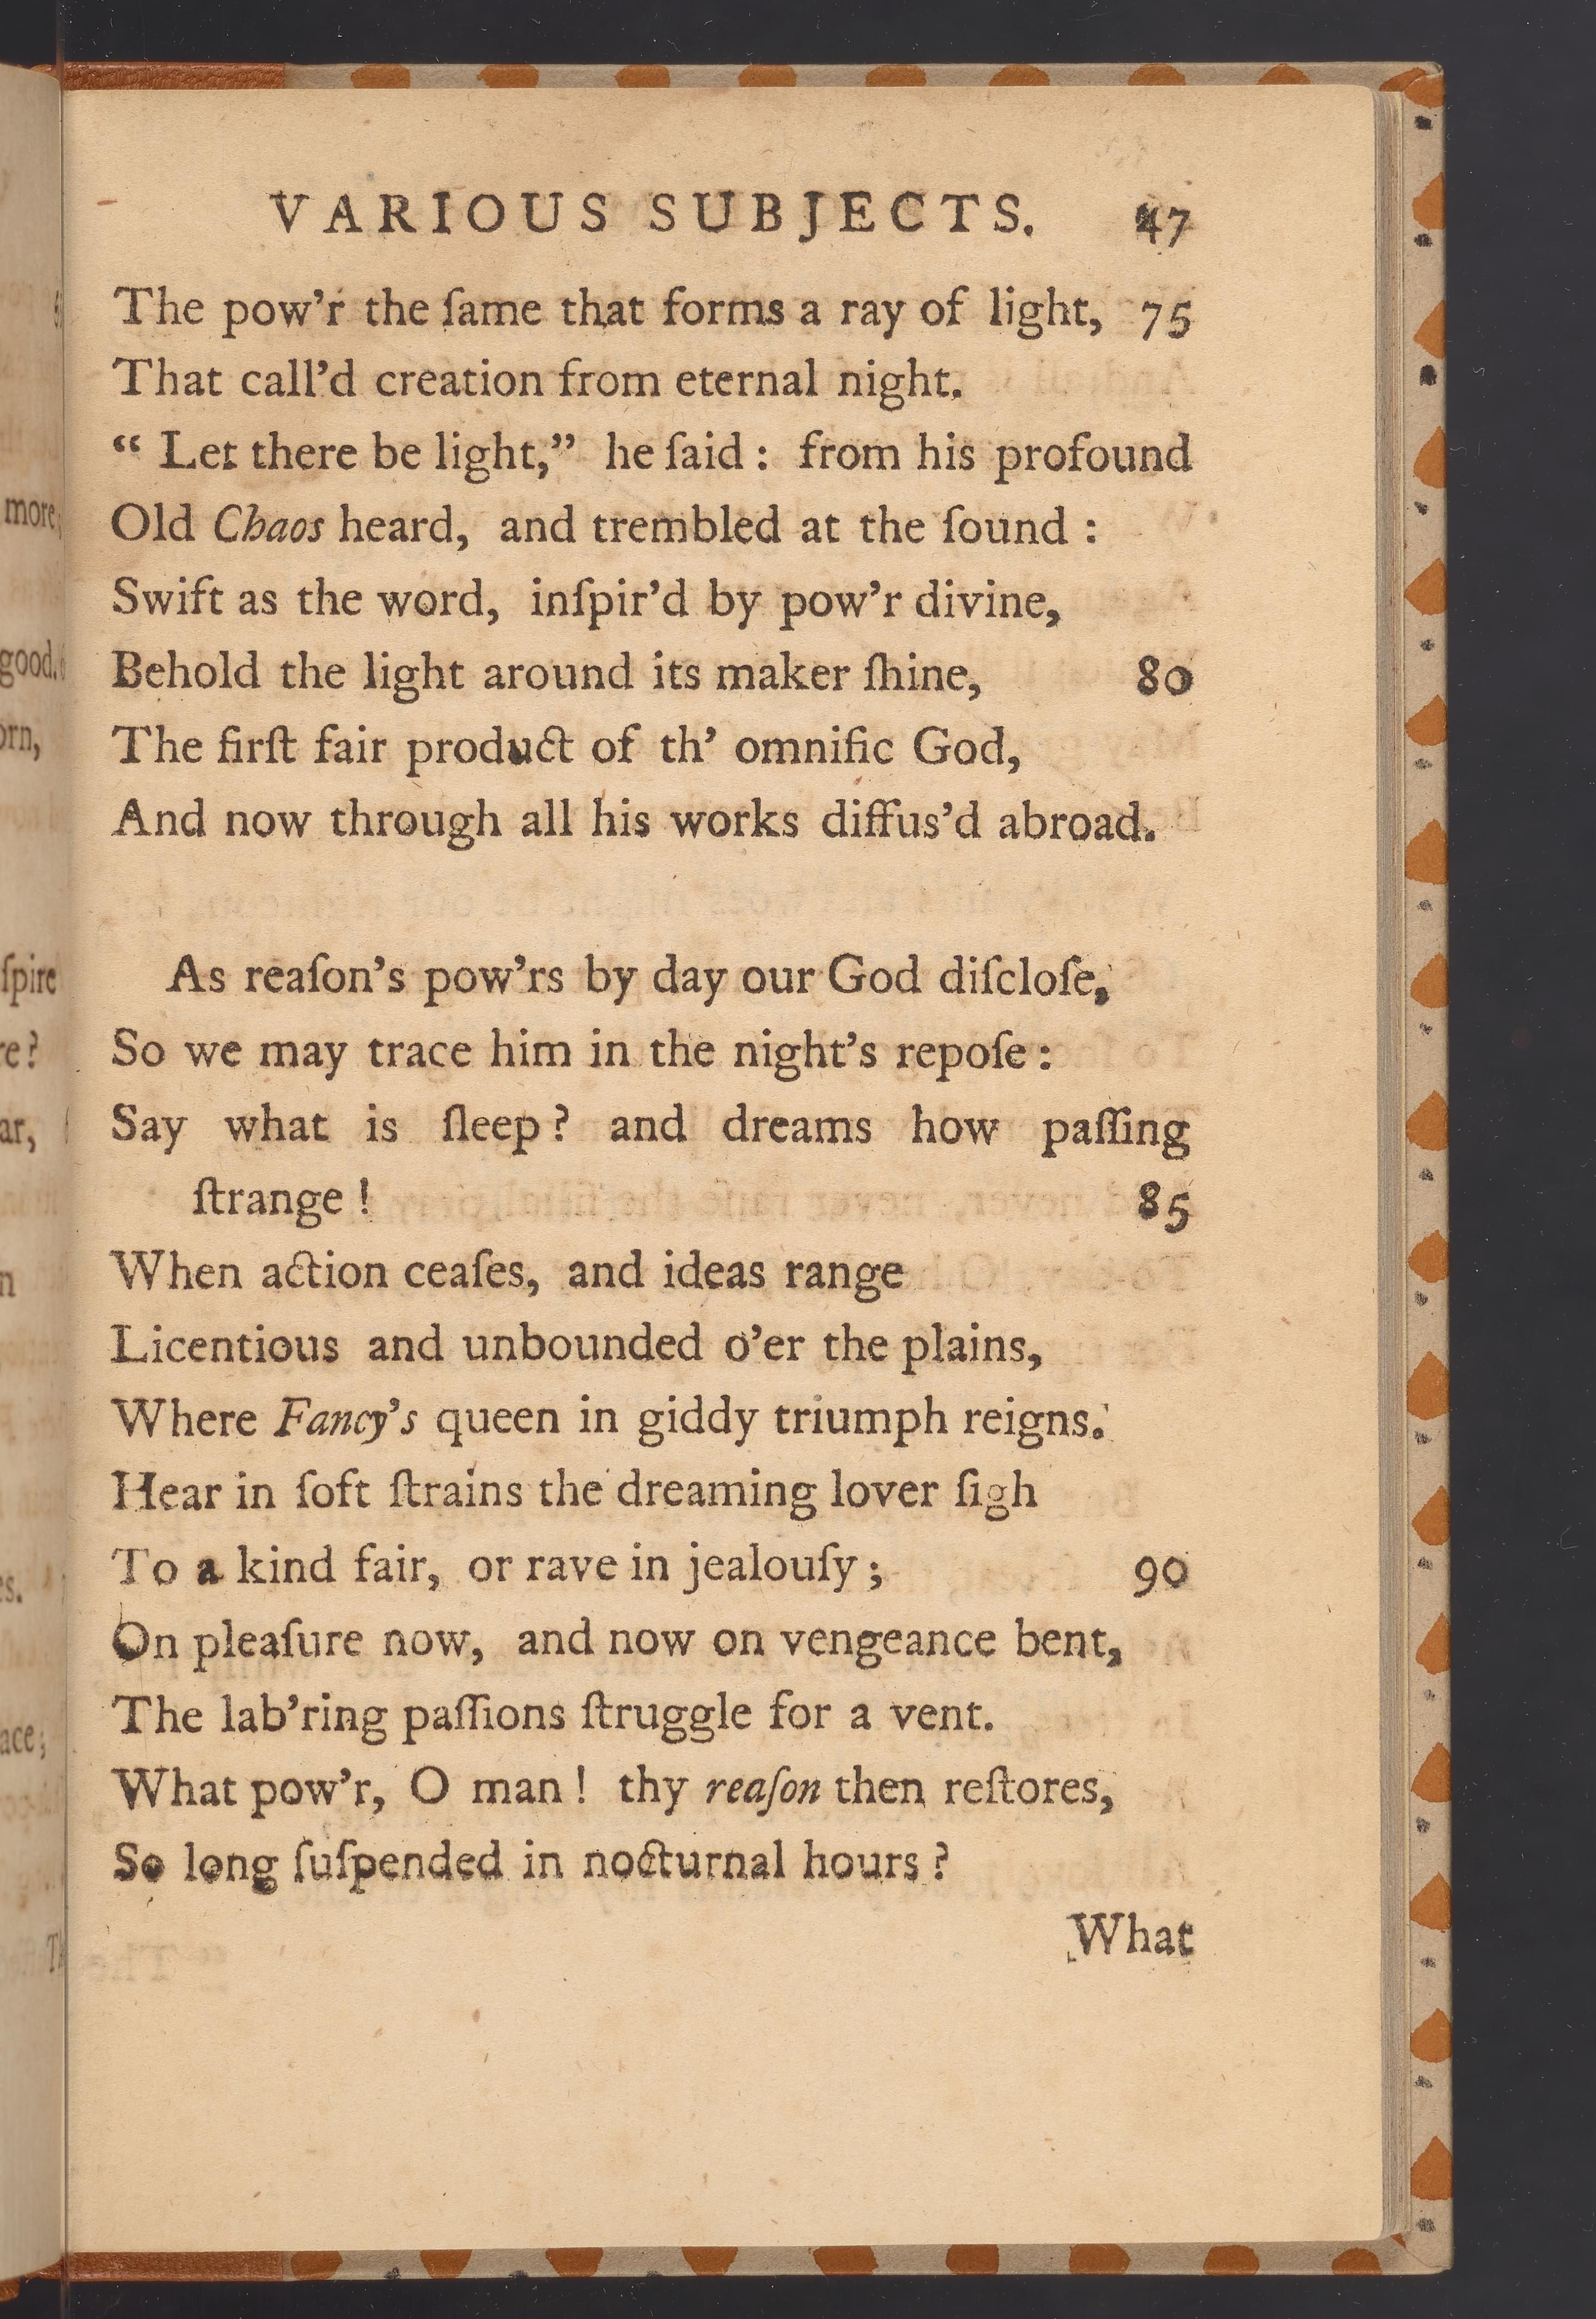 VARIOUS SUBJECTS. 47
The pow’r the ſame that forms a ray of light, 75
That call’d creation from eternal night.
“ Let there be light,” he ſaid : from his profound
Old Chaos heard, and trembled at the ſound :
Swift as the word, inſpir’d by pow’r divine,
Behold the light around its maker ſhine, 80
The firſt fair product of th’ omnific God,
And now through all his works diffus’d abroad.
As reaſon’s pow’rs by day our God diſcloſe,
So we may trace him in the night’s repoſe :
Say what is ſleep ? and dreams how paſſing
ſtrange ! 85
When action ceaſes, and ideas range
Licentious and unbounded o’er the plains,
Where Fancy’s queen in giddy triumph reigns.
Hear in ſoft ſtrains the dreaming lover ſigh
To a kind fair, or rave in jealouſy ; 90
On pleaſure now, and now on vengeance bent,
The lab’ring paſſions ſtruggle for a vent.
What pow’r, O man ! thy reaſon then reſtores,
So long ſuſpended in nocturnal hours ?
What